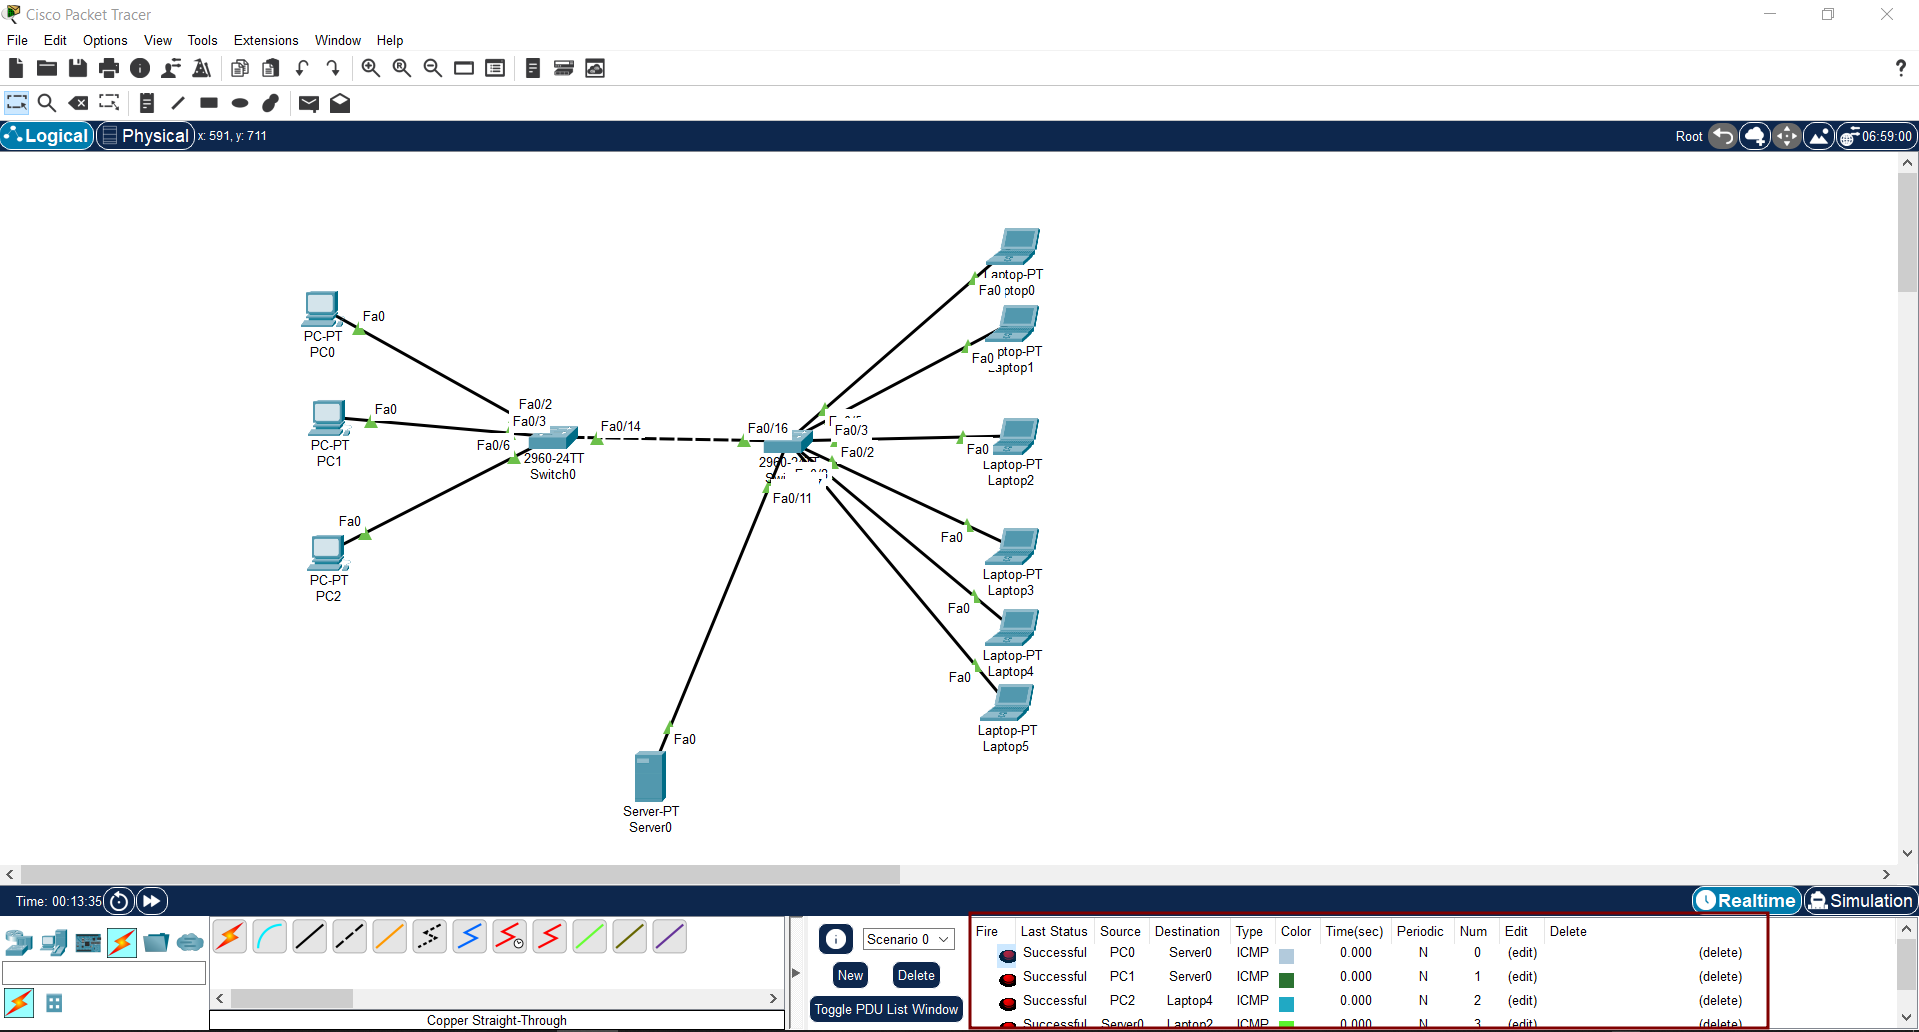 Cisco Packet Tracer
File Edit Options View Tools Extensions Window Help
?
Logical Physical x: 591, y: 711 Root 06:59:00
Laptop-PT
Fa0 ptop0
Fa0
PC-PT
PC0
ptop-PT
Fa0
aptop1
Fa0
PC-PT
PC1
Fa0/2
Fa0/3
Fa0/6
Fa0/14
2960-24TT
Switch0
Fa0/16
Fa0/3
Fa0/2
Fa0/11
Fa0
Laptop-PT
Laptop2
Fa0
PC-PT
PC2
Fa0
Laptop-PT
Laptop3
Fa0
Laptop-PT
Laptop4
Fa0
Laptop-PT
Laptop5
Fa0
Server-PT
Server0
Time: 00:13:35 Realtime Simulation
Scenario 0
New Delete
Toggle PDU List Window
Copper Straight-Through
Fire Last Status Source Destination Type Color Time(sec) Periodic Num Edit Delete
Successful PC0 Server0 ICMP 0.000 N 0 (edit) (delete)
Successful PC1 Server0 ICMP 0.000 N 1 (edit) (delete)
Successful PC2 Laptop4 ICMP 0.000 N 2 (edit) (delete)
Successful Server0 Laptop2 ICMP 0.000 N 3 (edit) (delete)